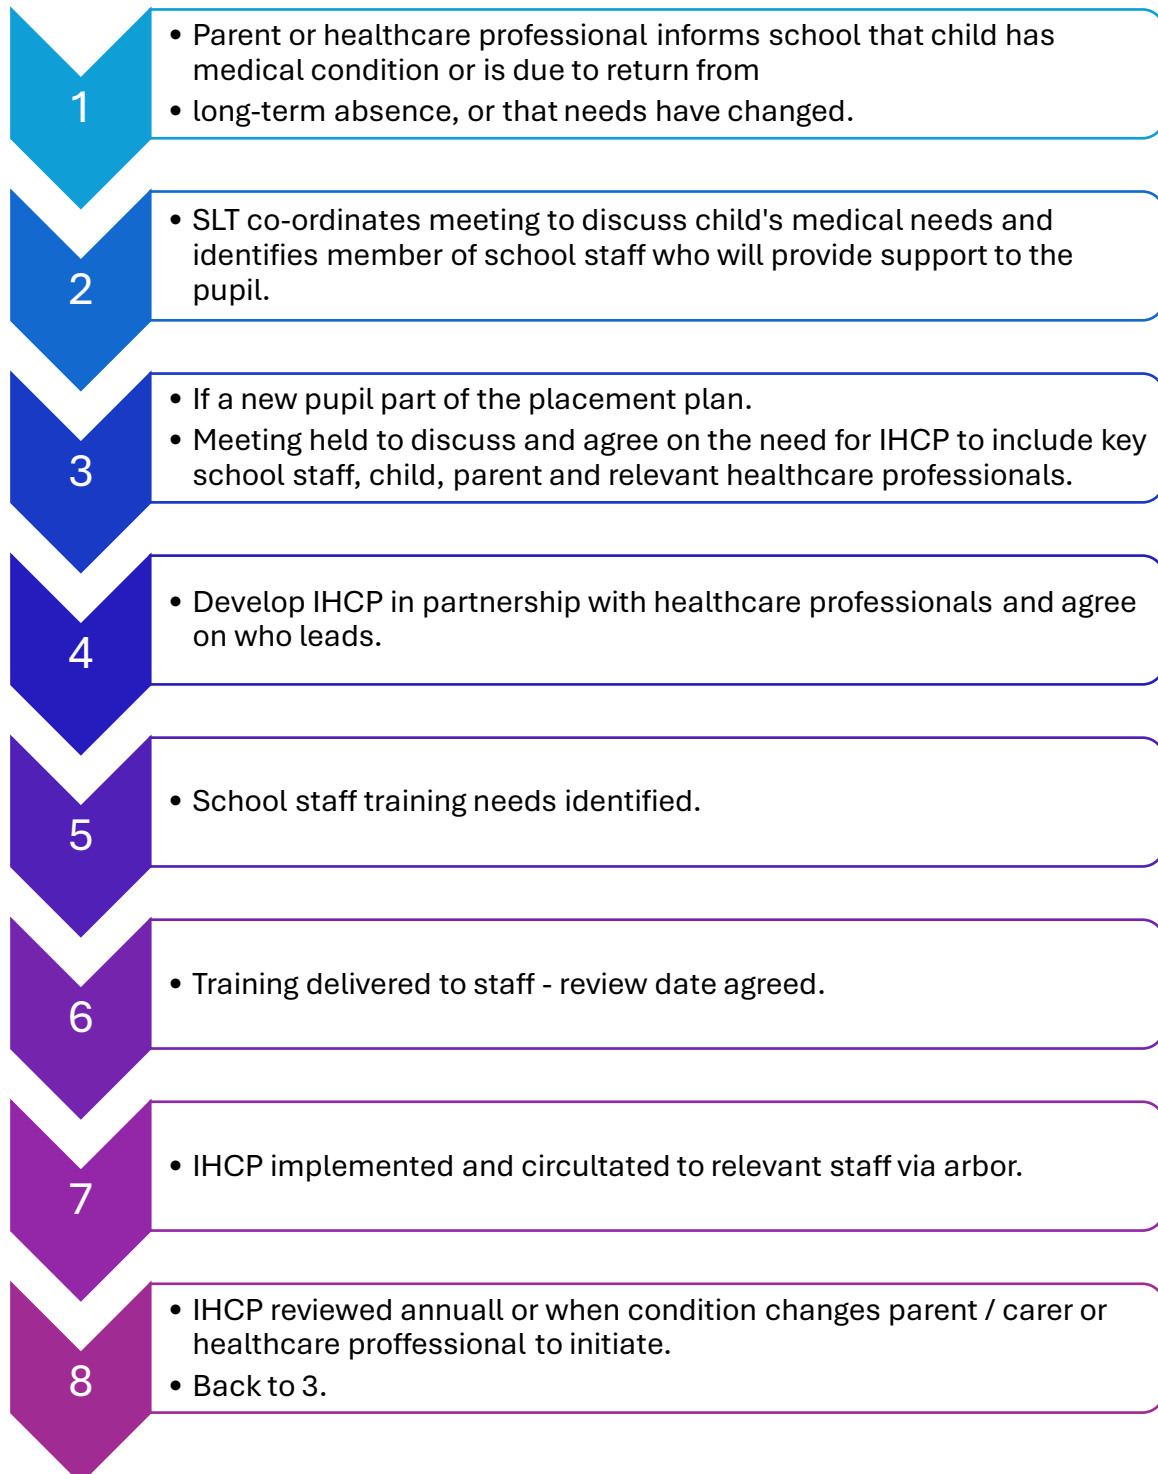 1
• Parent or healthcare professional informs school that child has
medical condition or is due to return from
• long-term absence, or that needs have changed.
2
• SLT co-ordinates meeting to discuss child's medical needs and
identifies member of school staff who will provide support to the
pupil.
3
• If a new pupil part of the placement plan.
• Meeting held to discuss and agree on the need for IHCP to include key
school staff, child, parent and relevant healthcare professionals.
4
• Develop IHCP in partnership with healthcare professionals and agree
on who leads.
5
• School staff training needs identified.
6
• Training delivered to staff - review date agreed.
7
• IHCP implemented and circultated to relevant staff via arbor.
8
• IHCP reviewed annuall or when condition changes parent / carer or
healthcare proffessional to initiate.
• Back to 3.